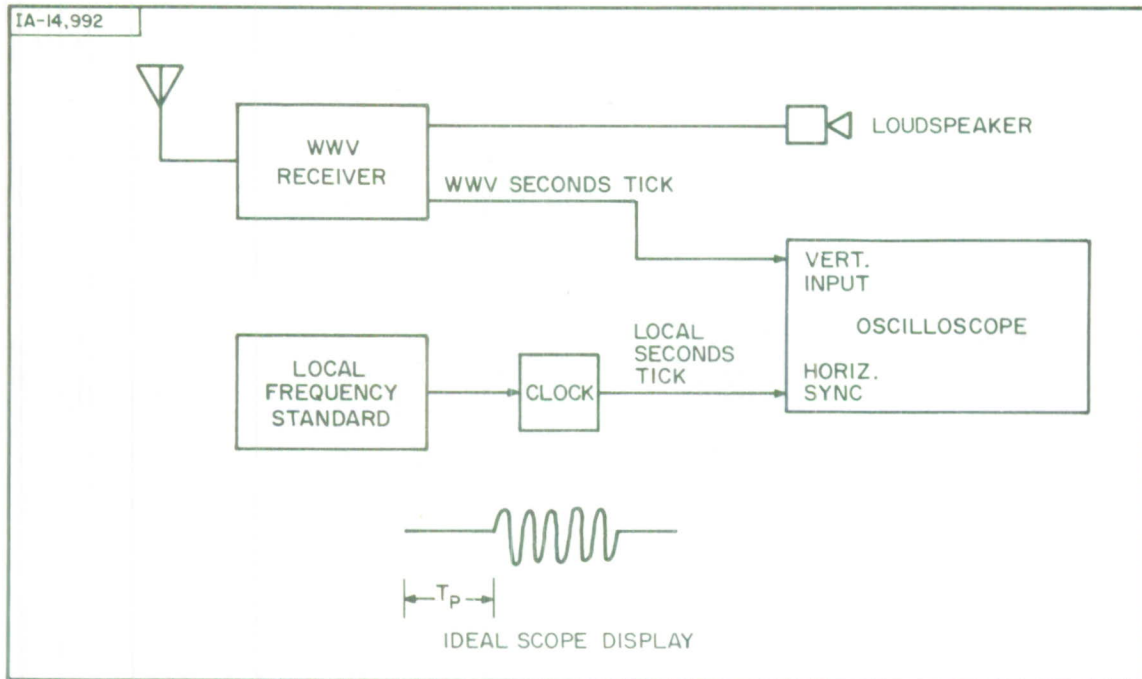 IA-14,992
WWV
RECEIVER
LOUDSPEAKER
WWV SECONDS TICK
VERT.
INPUT
OSCILLOSCOPE
HORIZ.
SYNC
LOCAL
FREQUENCY
STANDARD
CLOCK
LOCAL
SECONDS
TICK
TP
IDEAL SCOPE DISPLAY